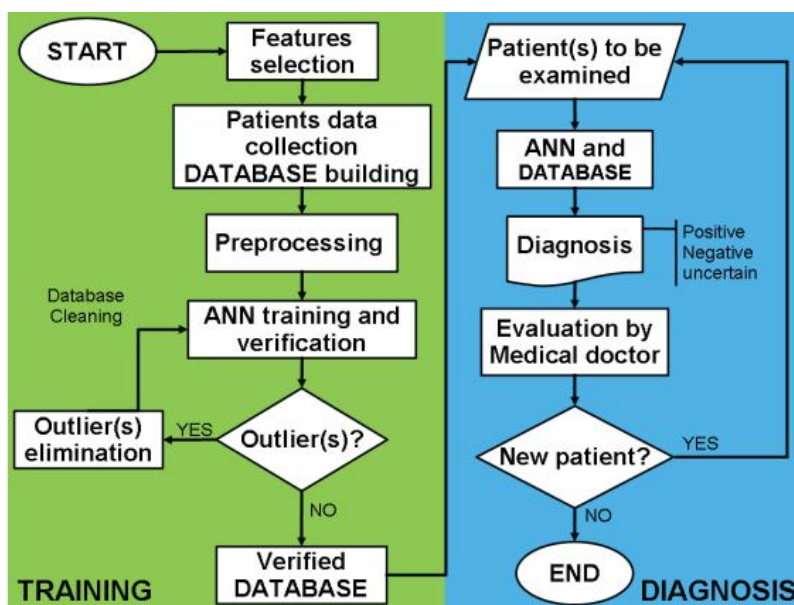 START
Features
selection
Patients data
collection
DATABASE building
Preprocessing
Database
Cleaning
ANN training and
verification
Outlier(s)
elimination
YES
Outlier(s)?
NO
Verified
DATABASE
TRAINING
Patient(s) to be
examined
ANN and
DATABASE
Diagnosis
Positive
Negative
uncertain
Evaluation by
Medical doctor
New patient?
YES
NO
END
DIAGNOSIS